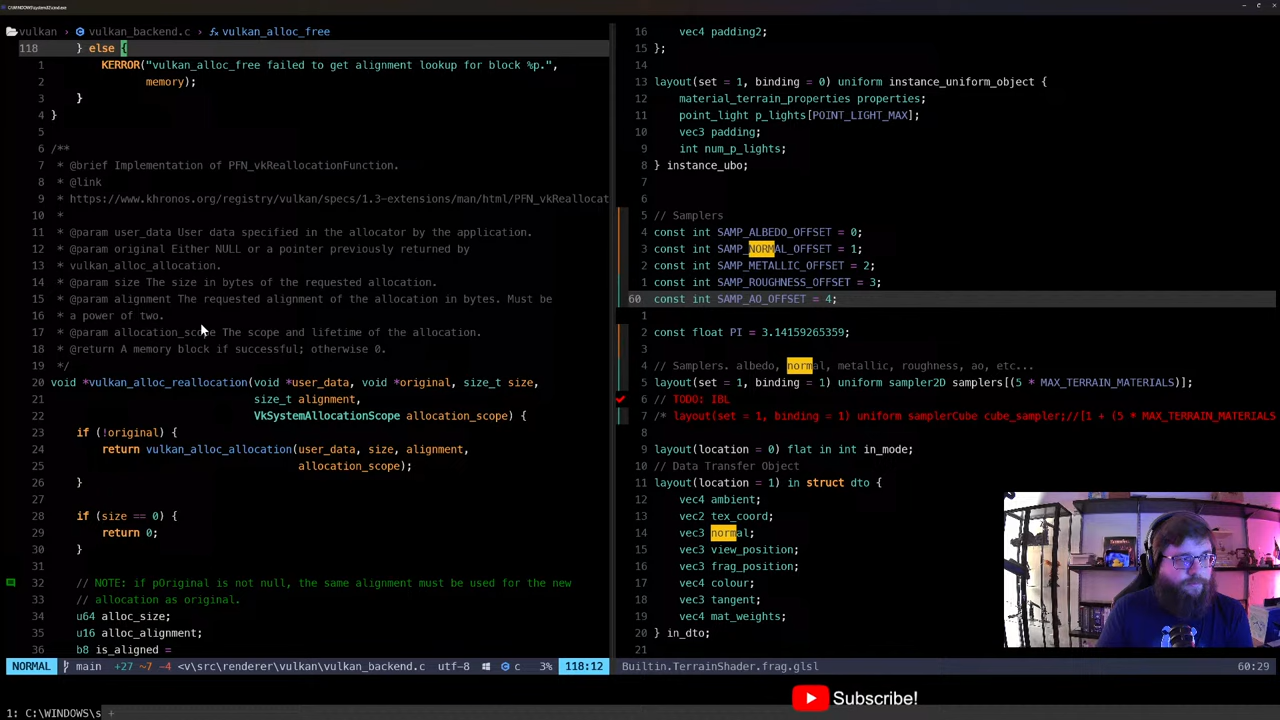 C:\WINDOWS\system32\cmd.exe
vulkan > vulkan_backend.c > vulkan_alloc_free
118 } else {
1 KERROR("vulkan_alloc_free failed to get alignment lookup for block %p.",
2 memory);
3 }
4 }
5
6 /**
7 * @brief Implementation of PFN_vkReallocationFunction.
8 * @link
9 * https://www.khronos.org/registry/vulkan/specs/1.3-extensions/man/html/PFN_vkReallocat
10 *
11 * @param user_data User data specified in the allocator by the application.
12 * @param original Either NULL or a pointer previously returned by
13 * vulkan_alloc_allocation.
14 * @param size The size in bytes of the requested allocation.
15 * @param alignment The requested alignment of the allocation in bytes. Must be
16 * a power of two.
17 * @param allocation_scope The scope and lifetime of the allocation.
18 * @return A memory block if successful; otherwise 0.
19 */
20 void *vulkan_alloc_reallocation(void *user_data, void *original, size_t size,
21 size_t alignment,
22 VkSystemAllocationScope allocation_scope) {
23 if (!original) {
24 return vulkan_alloc_allocation(user_data, size, alignment,
25 allocation_scope);
26 }
27
28 if (size == 0) {
29 return 0;
30 }
32 // NOTE: if pOriginal is not null, the same alignment must be used for the new
33 // allocation as original.
34 u64 alloc_size;
35 u16 alloc_alignment;
36 b8 is_aligned =
NORMAL main +27 ~7 -4 <v\src\renderer\vulkan\vulkan_backend.c utf-8 c 3% 118:12
16 vec4 padding2;
15 };
14
13 layout(set = 1, binding = 0) uniform instance_uniform_object {
12 material_terrain_properties properties;
11 point_light p_lights[POINT_LIGHT_MAX];
10 vec3 padding;
9 int num_p_lights;
8 } instance_ubo;
7
6
5 // Samplers
4 const int SAMP_ALBEDO_OFFSET = 0;
3 const int SAMP_NORMAL_OFFSET = 1;
2 const int SAMP_METALLIC_OFFSET = 2;
1 const int SAMP_ROUGHNESS_OFFSET = 3;
60 const int SAMP_AO_OFFSET = 4;
1
2 const float PI = 3.14159265359;
3
4 // Samplers. albedo, normal, metallic, roughness, ao, etc...
5 layout(set = 1, binding = 1) uniform sampler2D samplers[(5 * MAX_TERRAIN_MATERIALS)];
6 // TODO: IBL
7 /* layout(set = 1, binding = 1) uniform samplerCube cube_sampler;//[1 + (5 * MAX_TERRAIN_MATERIALS
8
9 layout(location = 0) flat in int in_mode;
10 // Data Transfer Object
11 layout(location = 1) in struct dto {
12 vec4 ambient;
13 vec2 tex_coord;
14 vec3 normal;
15 vec3 view_position;
16 vec3 frag_position;
17 vec4 colour;
18 vec3 tangent;
19 vec4 mat_weights;
20 } in_dto;
21
Builtin.TerrainShader.frag.glsl 60:29
Subscribe!
1: C:\WINDOWS\s +